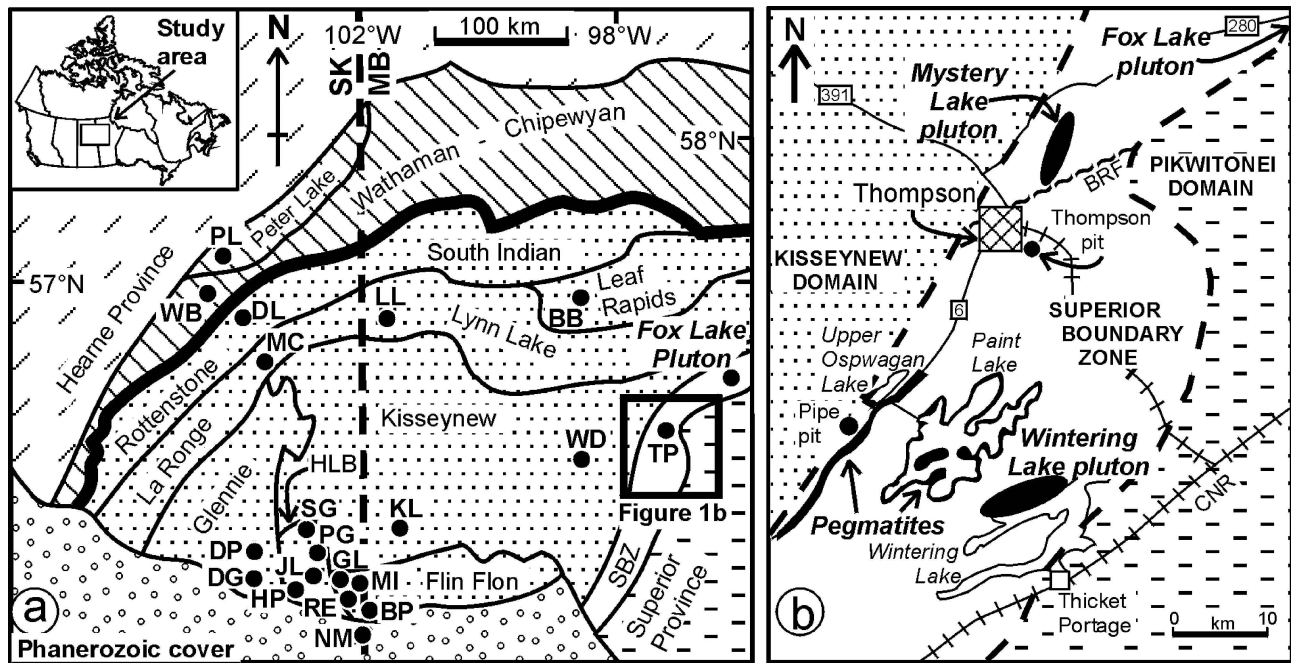 Study
area
N
102°W
100 km
98°W
SK
MB
Chipewyan
58°N
Wathaman
Peter Lake
PL
57°N
WB
Hearne Province
DL
South Indian
LL
Leaf
Rapids
BB
Lynn Lake
MC
Fox Lake
Pluton
Rottenstone
Kisseynew
La Ronge
WD
TP
Glennie
HLB
Figure 1b
SG
KL
PG
DP
JL
GL
DG
MI
Flin Flon
HP
RE
BP
NM
SBZ
Superior
Province
a
Phanerozoic cover
N
280
Fox Lake
pluton
Mystery
Lake
pluton
391
PIKWITONEI
DOMAIN
BRF
Thompson
Thompson
pit
KISSEYNEW
DOMAIN
6
SUPERIOR
BOUNDARY
ZONE
Upper
Ospwagan
Lake
Paint
Lake
Pipe
pit
Wintering
Lake pluton
CNR
Pegmatites
Wintering
Lake
Thicket
Portage
b
0 km 10